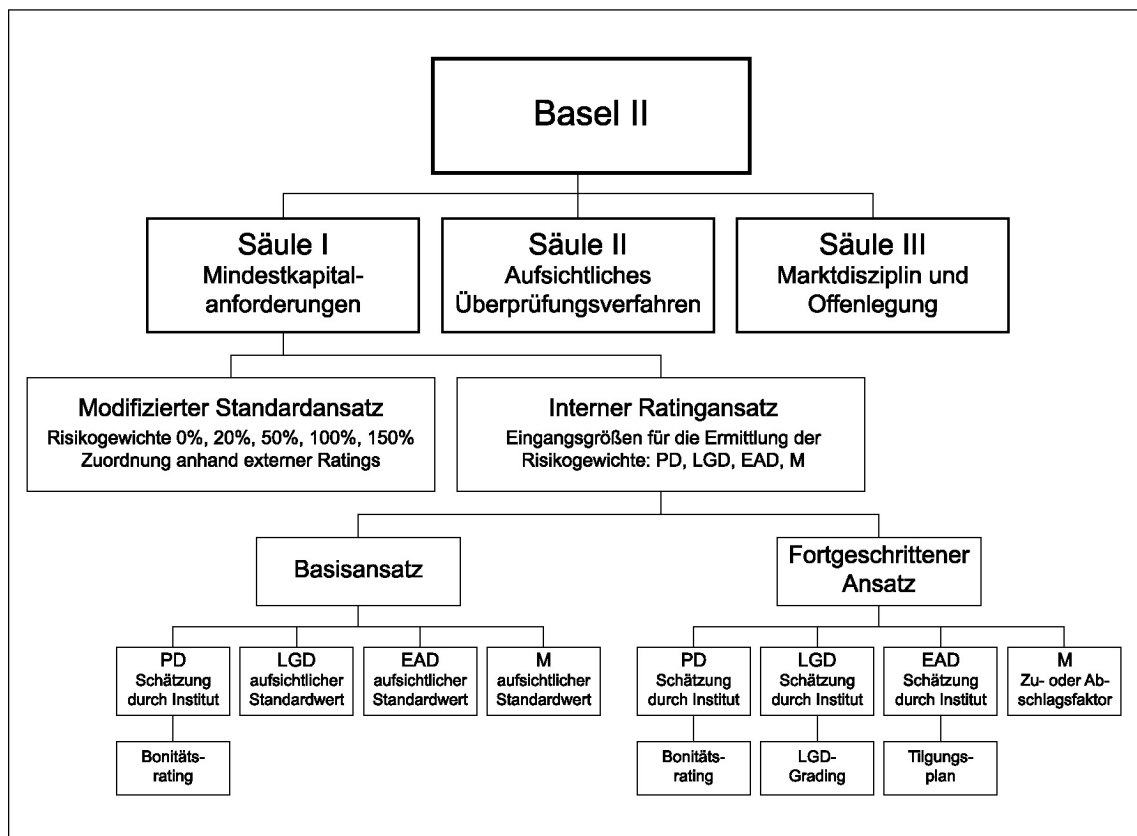 Basel II
Säule I
Mindestkapital-
anforderungen
Säule II
Aufsichtliches
Überprüfungsverfahren
Säule III
Marktdisziplin und
Offenlegung
Modifizierter Standardansatz
Risikogewichte 0%, 20%, 50%, 100%, 150%
Zuordnung anhand externer Ratings
Interner Ratingansatz
Eingangsgrößen für die Ermittlung der
Risikogewichte: PD, LGD, EAD, M
Basisansatz
Fortgeschrittener
Ansatz
PD
Schätzung
durch Institut
LGD
aufsichtlicher
Standardwert
EAD
aufsichtlicher
Standardwert
M
aufsichtlicher
Standardwert
PD
Schätzung
durch Institut
LGD
Schätzung
durch Institut
EAD
Schätzung
durch Institut
M
Zu- oder Ab-
schlagsfaktor
Bonitäts-
rating
Bonitäts-
rating
LGD-
Grading
Tilgungs-
plan